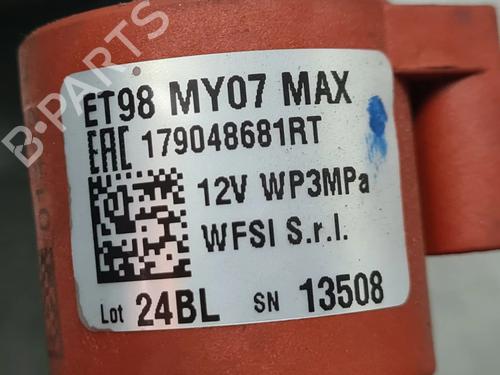 B-PARTS
ET98 MY07 MAX
EAC 179048681RT
12V WP3MPa
WFSI S.r.l.
Lot 24BL SN 13508